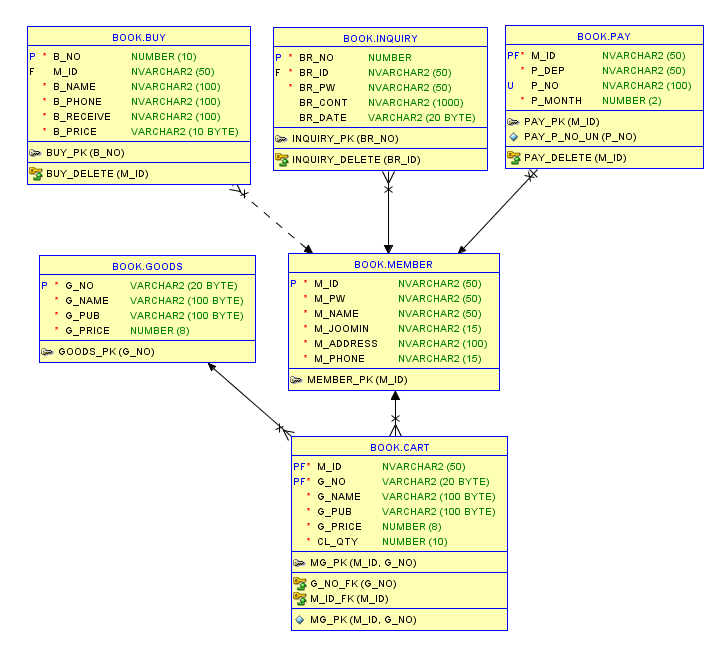 BOOK.BUY
P * B_NO NUMBER (10)
F M_ID NVARCHAR2 (50)
* B_NAME NVARCHAR2 (100)
* B_PHONE NVARCHAR2 (100)
* B_RECEIVE NVARCHAR2 (100)
* B_PRICE VARCHAR2 (10 BYTE)
BUY_PK (B_NO)
BUY_DELETE (M_ID)
BOOK.INQUIRY
P * BR_NO NUMBER
F * BR_ID NVARCHAR2 (50)
* BR_PW NVARCHAR2 (50)
BR_CONT NVARCHAR2 (1000)
BR_DATE VARCHAR2 (20 BYTE)
INQUIRY_PK (BR_NO)
INQUIRY_DELETE (BR_ID)
BOOK.PAY
PF* M_ID NVARCHAR2 (50)
* P_DEP NVARCHAR2 (50)
U P_NO NVARCHAR2 (100)
* P_MONTH NUMBER (2)
PAY_PK (M_ID)
PAY_P_NO_UN (P_NO)
PAY_DELETE (M_ID)
BOOK.GOODS
P * G_NO VARCHAR2 (20 BYTE)
* G_NAME VARCHAR2 (100 BYTE)
* G_PUB VARCHAR2 (100 BYTE)
* G_PRICE NUMBER (8)
GOODS_PK (G_NO)
BOOK.MEMBER
P * M_ID NVARCHAR2 (50)
* M_PW NVARCHAR2 (50)
* M_NAME NVARCHAR2 (50)
* M_JOOMIN NVARCHAR2 (15)
* M_ADDRESS NVARCHAR2 (100)
* M_PHONE NVARCHAR2 (15)
MEMBER_PK (M_ID)
BOOK.CART
PF* M_ID NVARCHAR2 (50)
PF* G_NO VARCHAR2 (20 BYTE)
* G_NAME VARCHAR2 (100 BYTE)
* G_PUB VARCHAR2 (100 BYTE)
* G_PRICE NUMBER (8)
* CL_QTY NUMBER (10)
MG_PK (M_ID, G_NO)
G_NO_FK (G_NO)
M_ID_FK (M_ID)
MG_PK (M_ID, G_NO)